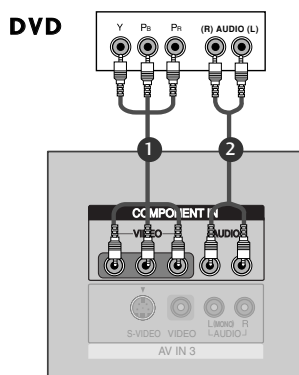 DVD
Y PB PR (R) AUDIO (L)
1 2
COMPONENT IN
VIDEO AUDIO
S-VIDEO VIDEO L(MONO) R
AUDIO
AV IN 3